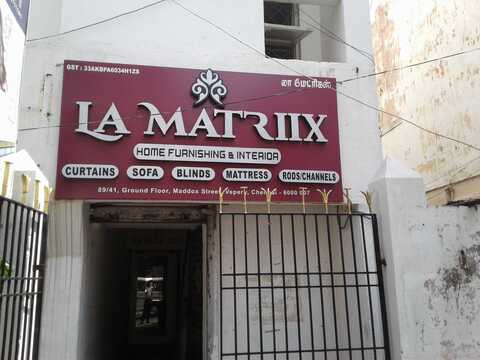 GST : 33AKBPA6034H1ZS
லா மேட்ரிக்ஸ்
LA MATRIIX
HOME FURNISHING & INTERIOR
CURTAINS SOFA BLINDS MATTRESS RODS/CHANNELS
89/41, Ground Floor, Maddox Street, Vepery, Chennai - 6000 007